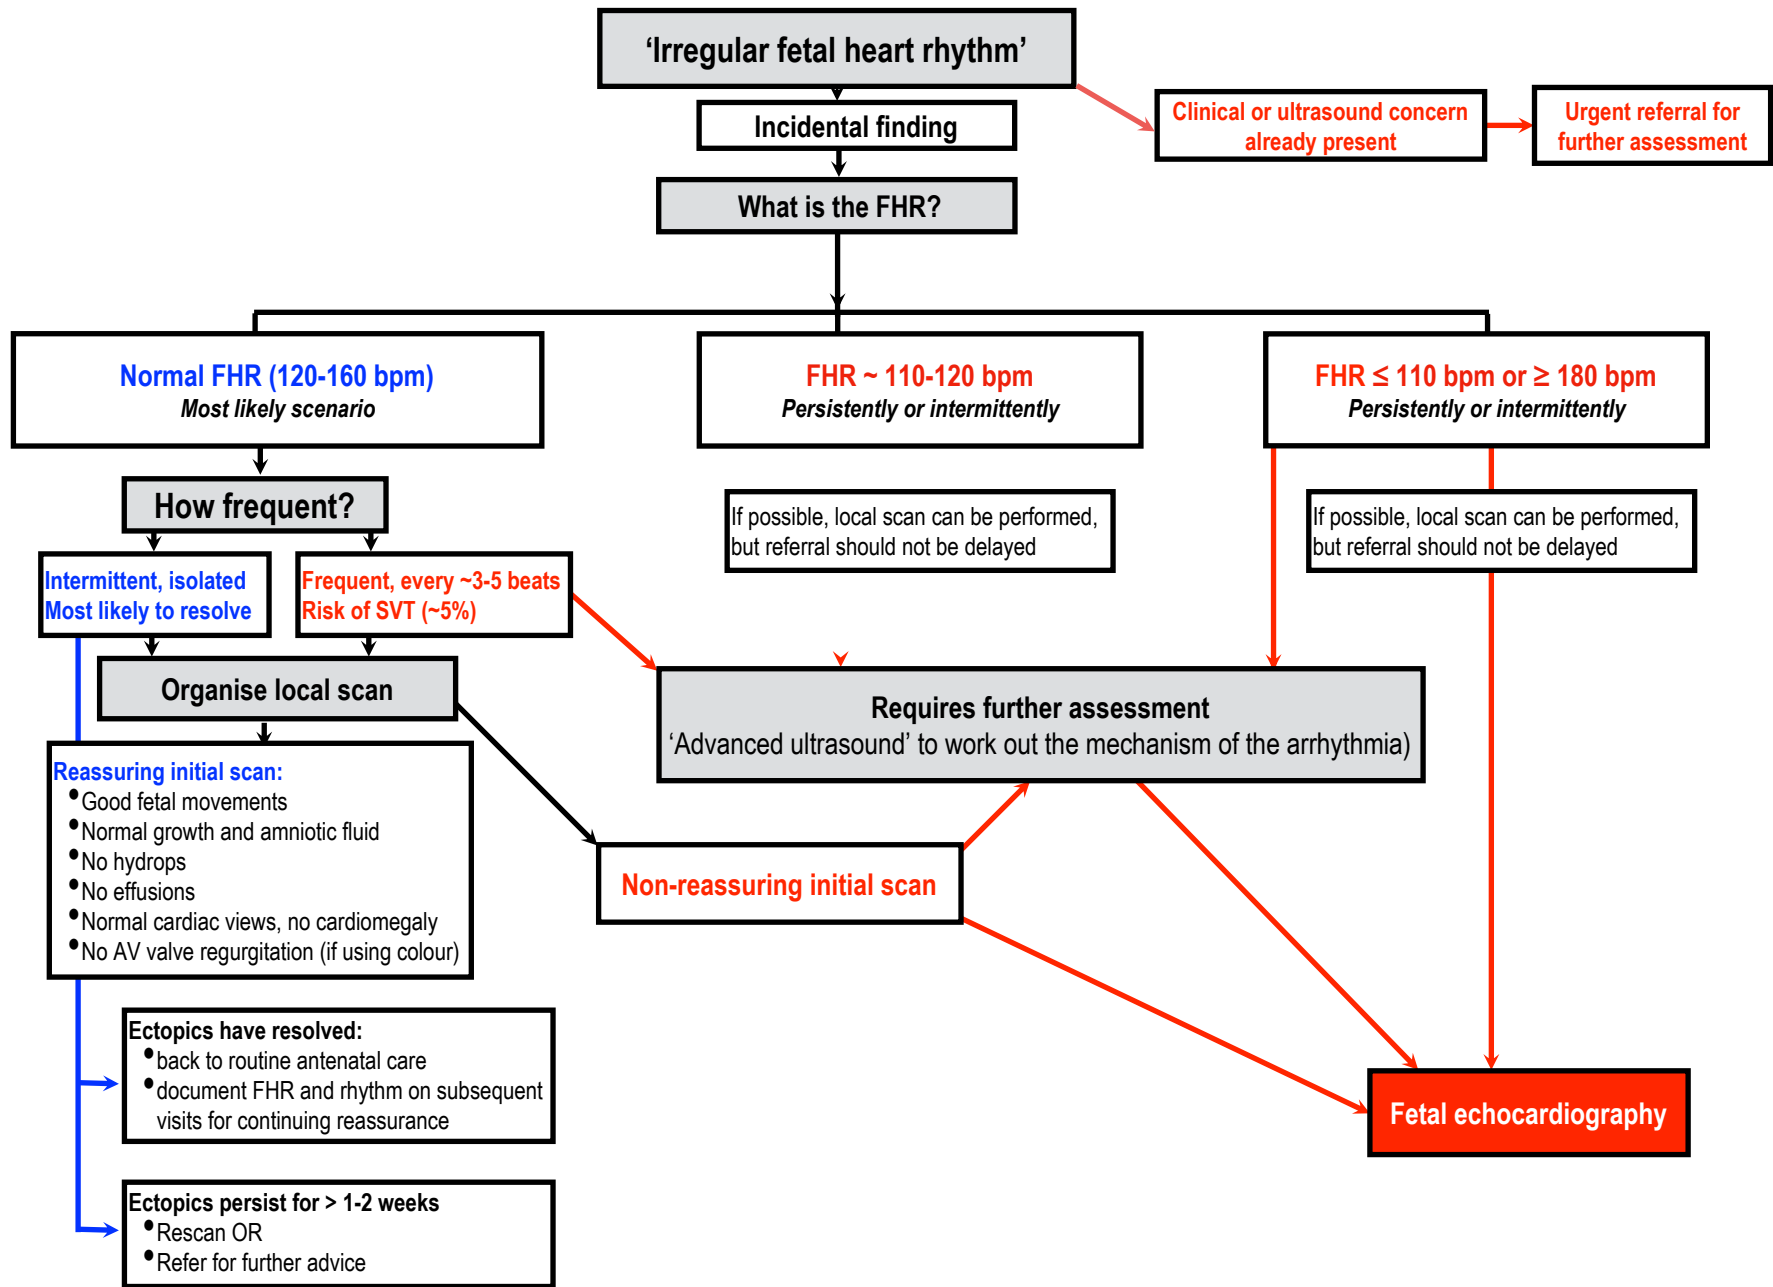 ‘Irregular fetal heart rhythm’
Incidental finding
Clinical or ultrasound concern
already present
Urgent referral for
further assessment
What is the FHR?
Normal FHR (120-160 bpm)
Most likely scenario
FHR ~ 110-120 bpm
Persistently or intermittently
FHR ≤ 110 bpm or ≥ 180 bpm
Persistently or intermittently
How frequent?
If possible, local scan can be performed,
but referral should not be delayed
If possible, local scan can be performed,
but referral should not be delayed
Intermittent, isolated
Most likely to resolve
Frequent, every ~3-5 beats
Risk of SVT (~5%)
Organise local scan
Requires further assessment
‘Advanced ultrasound’ to work out the mechanism of the arrhythmia)
Reassuring initial scan:
•Good fetal movements
•Normal growth and amniotic fluid
•No hydrops
•No effusions
•Normal cardiac views, no cardiomegaly
•No AV valve regurgitation (if using colour)
Non-reassuring initial scan
Ectopics have resolved:
•back to routine antenatal care
•document FHR and rhythm on subsequent
visits for continuing reassurance
Fetal echocardiography
Ectopics persist for > 1-2 weeks
•Rescan OR
•Refer for further advice